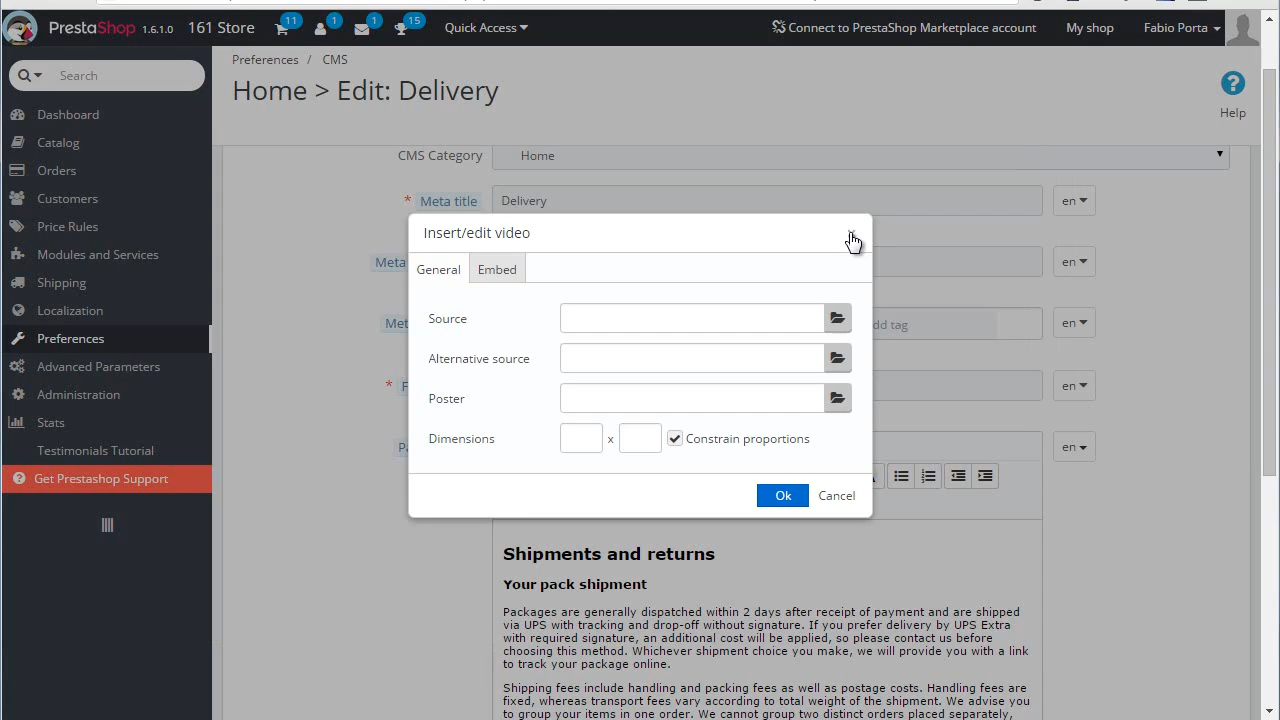 PrestaShop 1.6.1.0 161 Store 11 1 1 15 Quick Access Connect to PrestaShop Marketplace account My shop Fabio Porta
Search
Dashboard
Catalog
Orders
Customers
Price Rules
Modules and Services
Shipping
Localization
Preferences
Advanced Parameters
Administration
Stats
Testimonials Tutorial
Get Prestashop Support
Preferences / CMS
Home > Edit: Delivery
? Help
CMS Category Home
* Meta title Delivery en
Meta en
Met dd tag en
* F en
Pa en
Insert/edit video
General Embed
Source
Alternative source
Poster
Dimensions x Constrain proportions
Ok Cancel
Shipments and returns
Your pack shipment
Packages are generally dispatched within 2 days after receipt of payment and are shipped
via UPS with tracking and drop-off without signature. If you prefer delivery by UPS Extra
with required signature, an additional cost will be applied, so please contact us before
choosing this method. Whichever shipment choice you make, we will provide you with a link
to track your package online.
Shipping fees include handling and packing fees as well as postage costs. Handling fees are
fixed, whereas transport fees vary according to total weight of the shipment. We advise you
to group your items in one order. We cannot group two distinct orders placed separately,